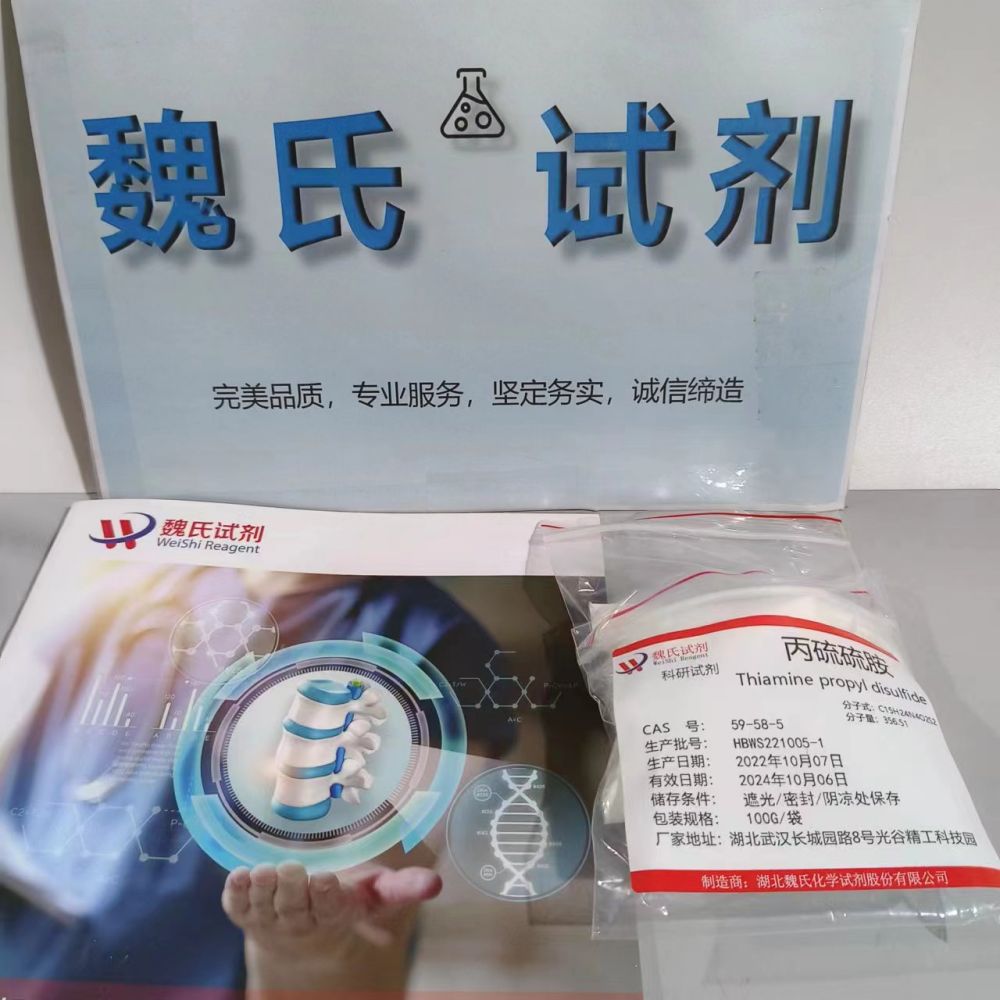 魏氏试剂
完美品质，专业服务，坚定务实，诚信缔造
魏氏试剂
WeiShi Reagent
魏氏试剂
WeiShi Reagent
科研试剂
丙硫硫胺
Thiamine propyl disulfide
分子式：C15H24N4O2S2
分子量：356.51
CAS 号： 59-58-5
生产批号： HBWS221005-1
生产日期： 2022年10月07日
有效日期： 2024年10月06日
储存条件： 遮光/密封/阴凉处保存
包装规格： 100G/袋
厂家地址：湖北武汉长城园路8号光谷精工科技园
制造商：湖北魏氏化学试剂股份有限公司